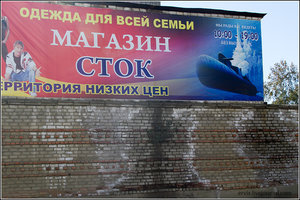 ОДЕЖДА ДЛЯ ВСЕЙ СЕМЬИ
МАГАЗИН
СТОК
ЕРРИТОРИЯ НИЗКИХ ЦЕН
10:00 - 19:00